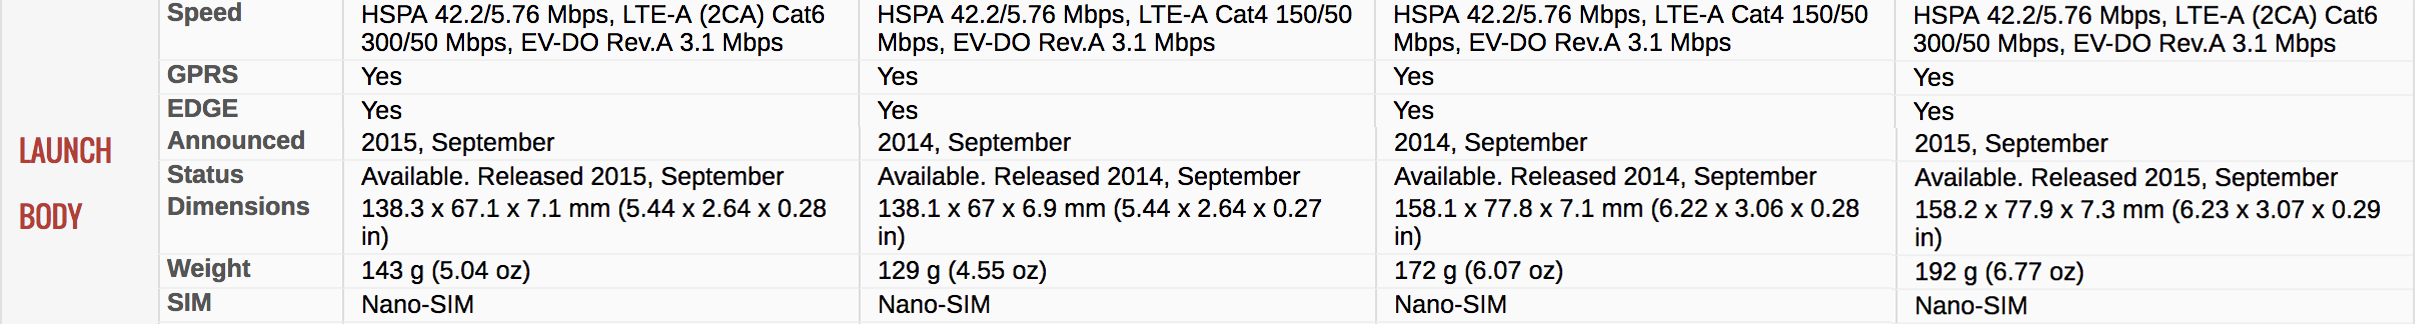 Speed HSPA 42.2/5.76 Mbps, LTE-A (2CA) Cat6 HSPA 42.2/5.76 Mbps, LTE-A Cat4 150/50 HSPA 42.2/5.76 Mbps, LTE-A Cat4 150/50 HSPA 42.2/5.76 Mbps, LTE-A (2CA) Cat6
300/50 Mbps, EV-DO Rev.A 3.1 Mbps Mbps, EV-DO Rev.A 3.1 Mbps Mbps, EV-DO Rev.A 3.1 Mbps 300/50 Mbps, EV-DO Rev.A 3.1 Mbps
GPRS Yes Yes Yes Yes
EDGE Yes Yes Yes Yes
LAUNCH Announced 2015, September 2014, September 2014, September 2015, September
Status Available. Released 2015, September Available. Released 2014, September Available. Released 2014, September Available. Released 2015, September
BODY Dimensions 138.3 x 67.1 x 7.1 mm (5.44 x 2.64 x 0.28 138.1 x 67 x 6.9 mm (5.44 x 2.64 x 0.27 158.1 x 77.8 x 7.1 mm (6.22 x 3.06 x 0.28 158.2 x 77.9 x 7.3 mm (6.23 x 3.07 x 0.29
in) in) in) in)
Weight 143 g (5.04 oz) 129 g (4.55 oz) 172 g (6.07 oz) 192 g (6.77 oz)
SIM Nano-SIM Nano-SIM Nano-SIM Nano-SIM